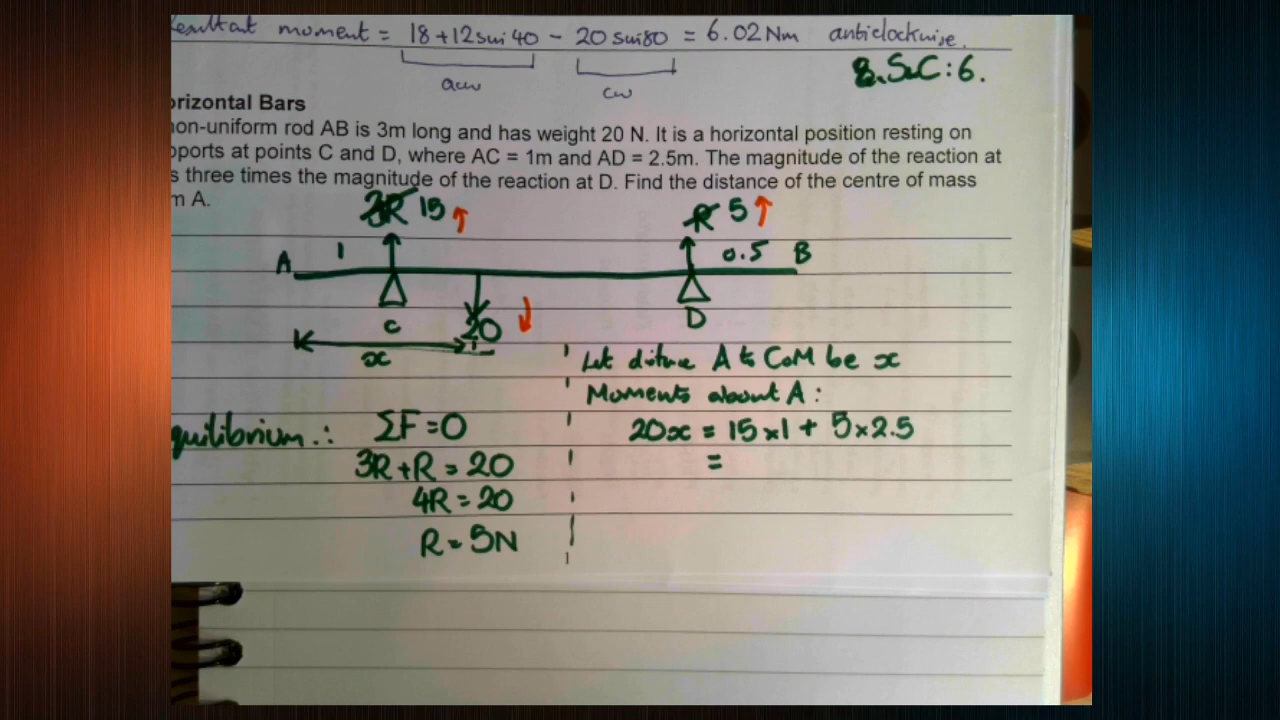 esultant moment = 18 + 12 sin 40 - 20 sin 80 = 6.02 Nm anticlockwise.
acw cw
8. S2C: 6.
orizontal Bars
non-uniform rod AB is 3m long and has weight 20 N. It is a horizontal position resting on
pports at points C and D, where AC = 1m and AD = 2.5m. The magnitude of the reaction at
s three times the magnitude of the reaction at D. Find the distance of the centre of mass
m A.
3R 15 R 5
A 1 0.5 B
C 20 D
x
Let distance A to CoM be x
Moments about A:
quilibrium ∴ ΣF = 0
20x = 15 x 1 + 5 x 2.5
3R + R = 20
=
4R = 20
R = 5N
1